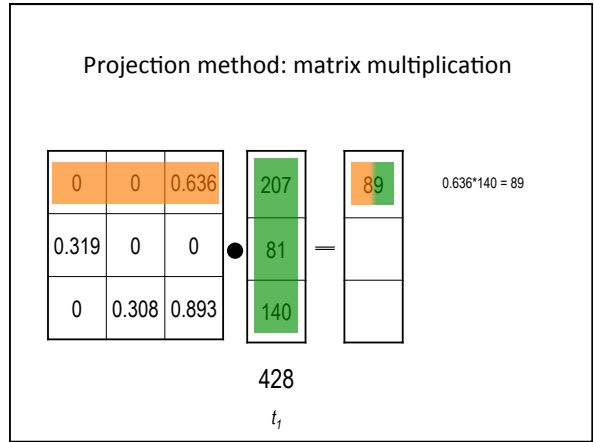 Projection method: matrix multiplication
0 0 0.636 207 89 0.636*140 = 89
0.319 0 0 ● 81 =
0 0.308 0.893 140
428
t₁